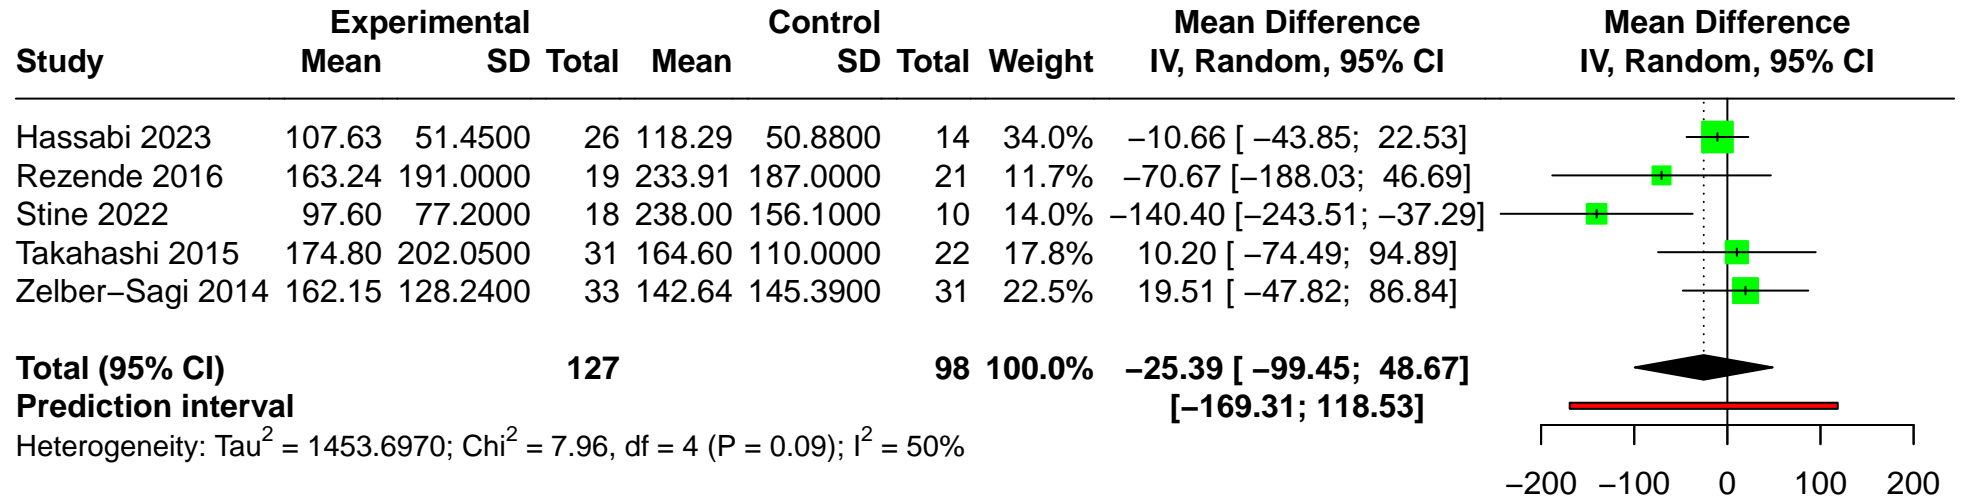 Experimental Control Mean Difference Mean Difference
Study Mean SD Total Mean SD Total Weight IV, Random, 95% CI IV, Random, 95% CI
Hassabi 2023 107.63 51.4500 26 118.29 50.8800 14 34.0% −10.66 [ −43.85; 22.53]
Rezende 2016 163.24 191.0000 19 233.91 187.0000 21 11.7% −70.67 [−188.03; 46.69]
Stine 2022 97.60 77.2000 18 238.00 156.1000 10 14.0% −140.40 [−243.51; −37.29]
Takahashi 2015 174.80 202.0500 31 164.60 110.0000 22 17.8% 10.20 [ −74.49; 94.89]
Zelber−Sagi 2014 162.15 128.2400 33 142.64 145.3900 31 22.5% 19.51 [ −47.82; 86.84]
Total (95% CI) 127 98 100.0% −25.39 [ −99.45; 48.67]
Prediction interval [−169.31; 118.53]
Heterogeneity: Tau² = 1453.6970; Chi² = 7.96, df = 4 (P = 0.09); I² = 50%
−200 −100 0 100 200